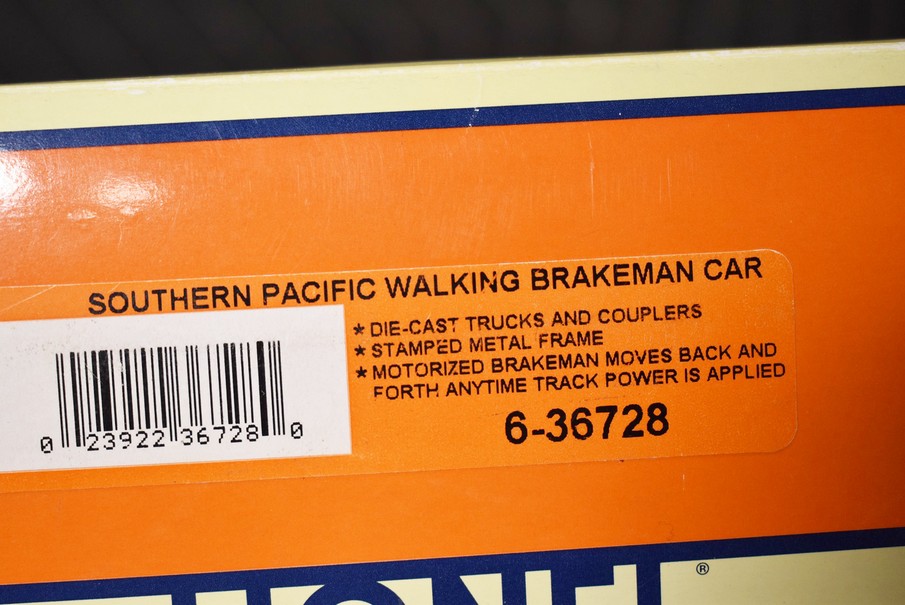 SOUTHERN PACIFIC WALKING BRAKEMAN CAR
* DIE-CAST TRUCKS AND COUPLERS
* STAMPED METAL FRAME
* MOTORIZED BRAKEMAN MOVES BACK AND
FORTH ANYTIME TRACK POWER IS APPLIED
6-36728
0 23922 36728 0
®